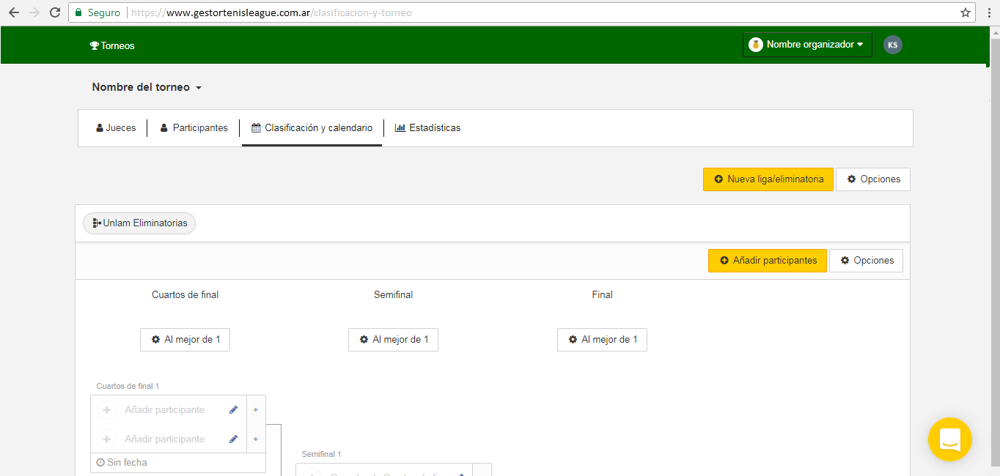 Seguro https://www.gestortenisleague.com.ar/clasificacion-y-torneo
Torneos
Nombre organizador
KS
Nombre del torneo
Jueces
Participantes
Clasificación y calendario
Estadísticas
Nueva liga/eliminatoria
Opciones
Unlam Eliminatorias
Añadir participantes
Opciones
Cuartos de final
Semifinal
Final
Al mejor de 1
Al mejor de 1
Al mejor de 1
Cuartos de final 1
Añadir participante
Añadir participante
Sin fecha
Semifinal 1